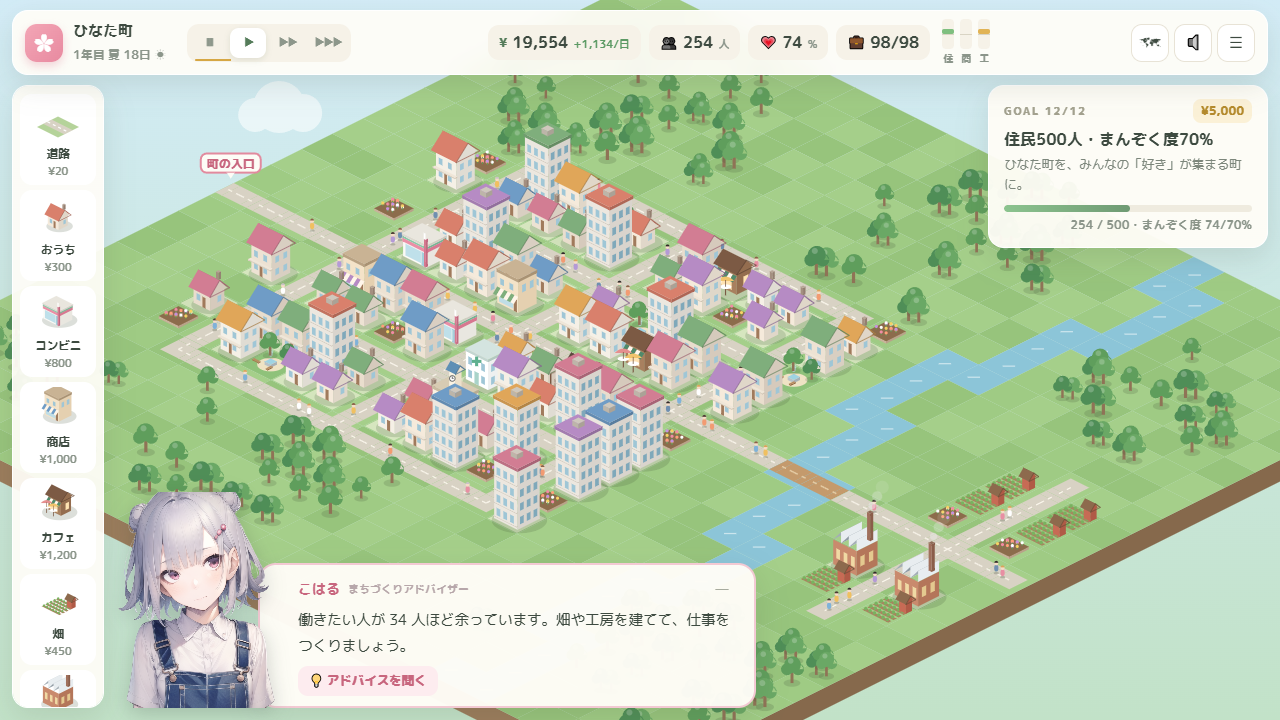 ひなた町
1年目 夏 18日
¥ 19,554 +1,134/日
254 人
74 %
98/98
住 商 工
町の入口
道路
¥20
おうち
¥300
コンビニ
¥800
商店
¥1,000
カフェ
¥1,200
畑
¥450
GOAL 12/12
¥5,000
住民500人・まんぞく度70%
ひなた町を、みんなの「好き」が集まる町
に。
254 / 500・まんぞく度 74/70%
こはる まちづくりアドバイザー
働きたい人が 34 人ほど余っています。畑や工房を建てて、仕事を
つくりましょう。
アドバイスを聞く